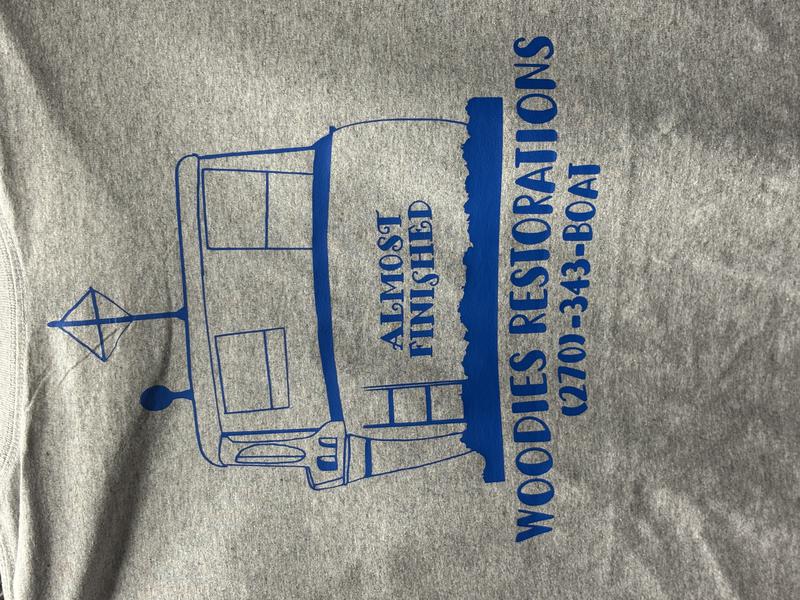 ALMOST
FINISHED
WOODIES RESTORATIONS
(270)-343-BOAT